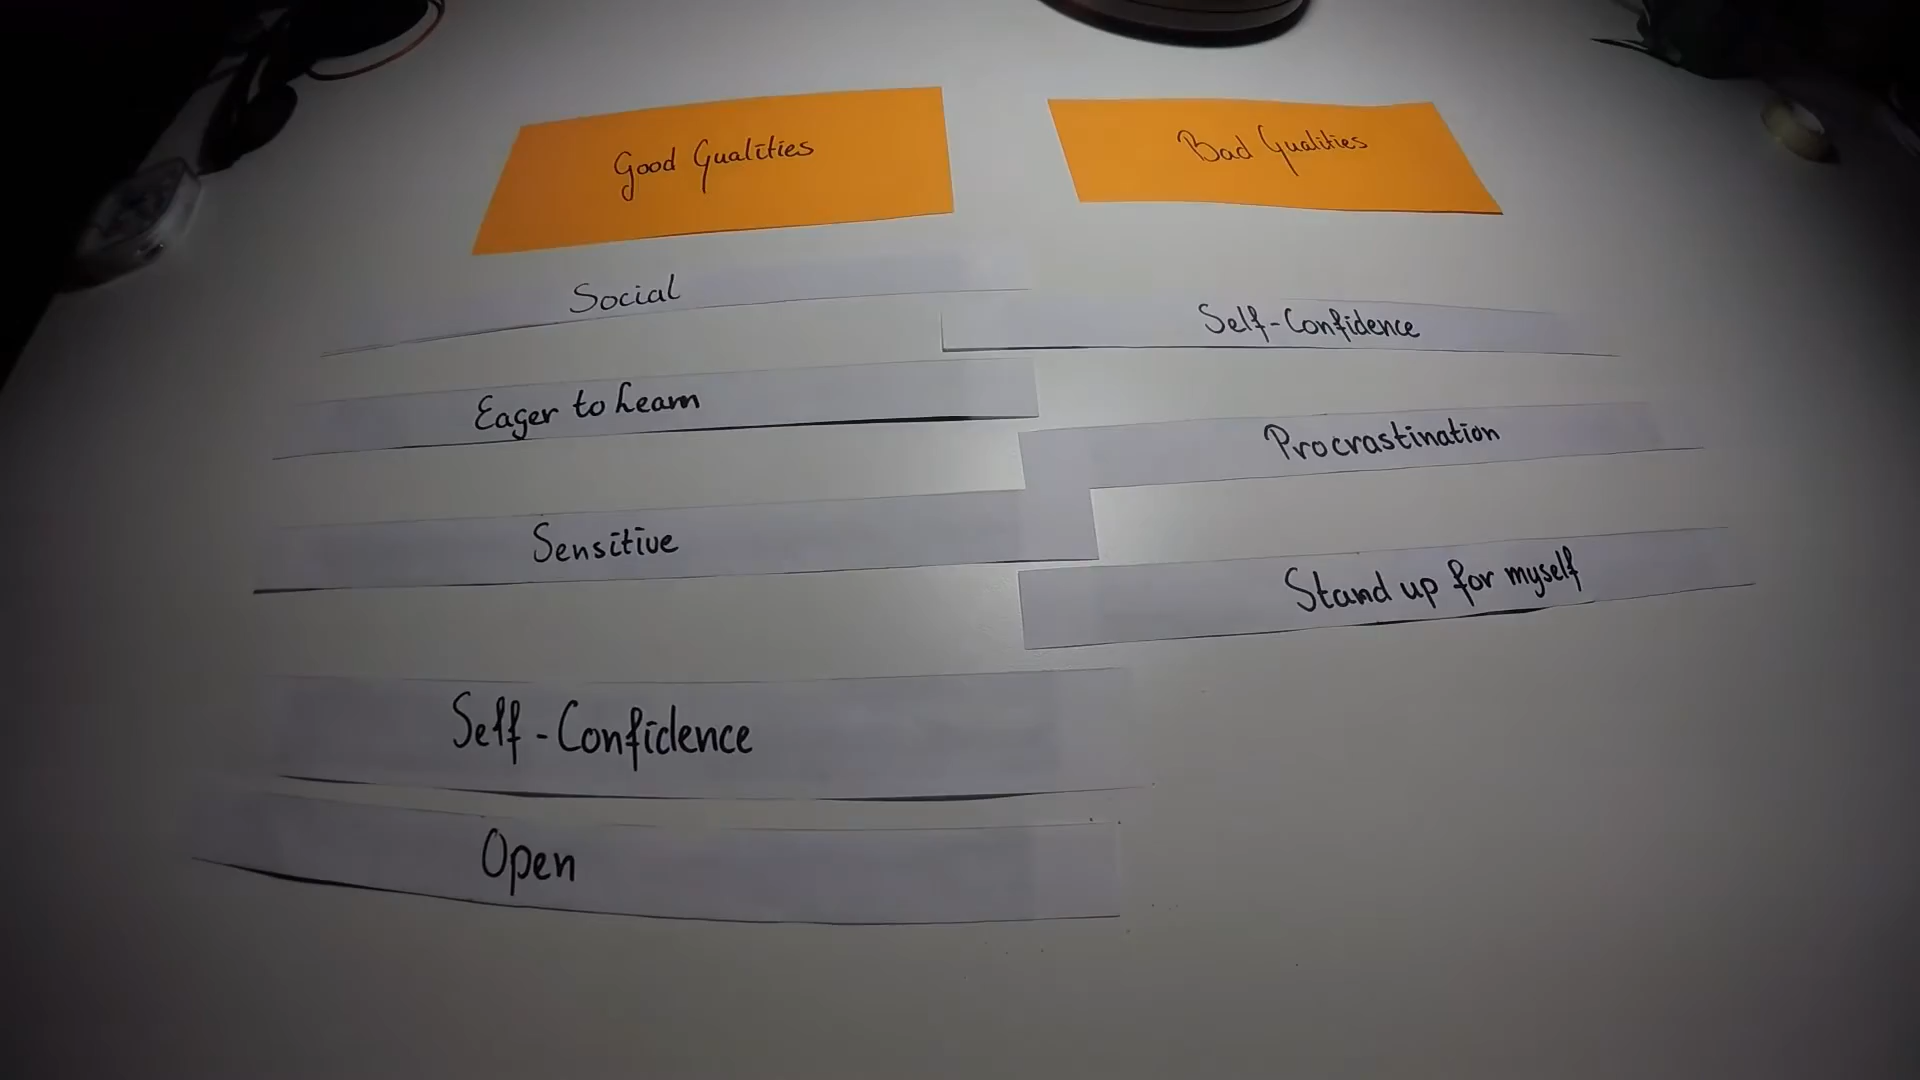 Good Qualities
Bad Qualities
Social
Self-Confidence
Eager to Learn
Procrastination
Sensitive
Stand up for myself
Self-Confidence
Open